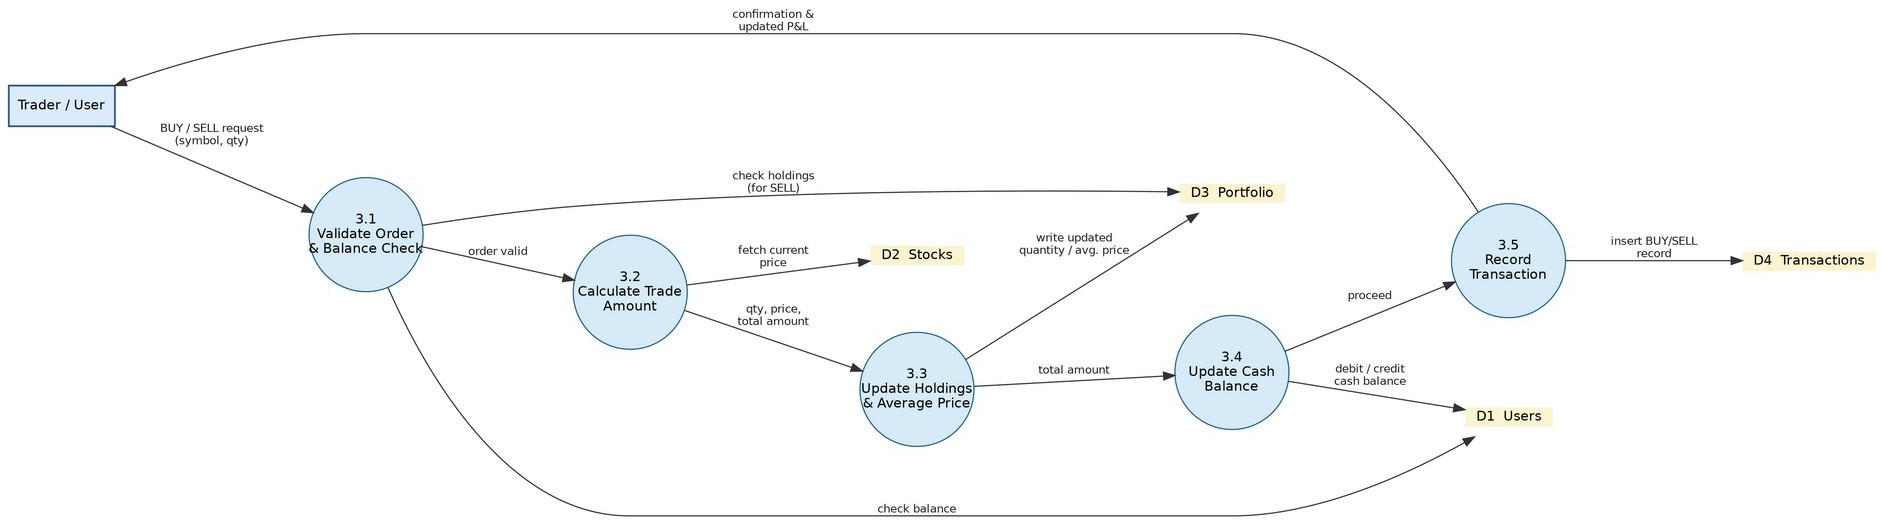 confirmation &
updated P&L
Trader / User
BUY / SELL request
(symbol, qty)
check holdings
(for SELL)
D3  Portfolio
3.1
Validate Order
& Balance Check
order valid
3.2
Calculate Trade
Amount
fetch current
price
D2  Stocks
write updated
quantity / avg. price
3.5
Record
Transaction
insert BUY/SELL
record
D4  Transactions
qty, price,
total amount
proceed
3.3
Update Holdings
& Average Price
total amount
3.4
Update Cash
Balance
debit / credit
cash balance
D1  Users
check balance